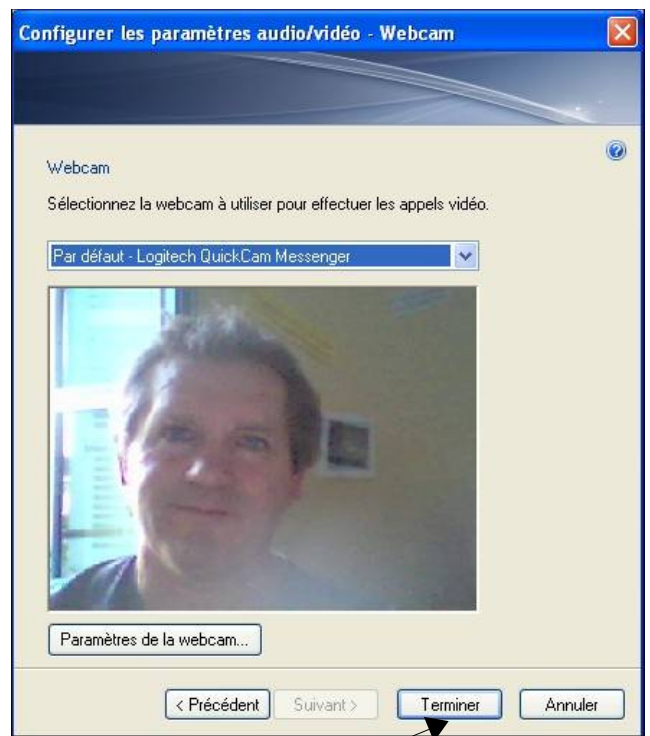 Configurer les paramètres audio/vidéo - Webcam
Webcam
Sélectionnez la webcam à utiliser pour effectuer les appels vidéo.
Par défaut - Logitech QuickCam Messenger
Paramètres de la webcam...
< Précédent Suivant > Terminer Annuler